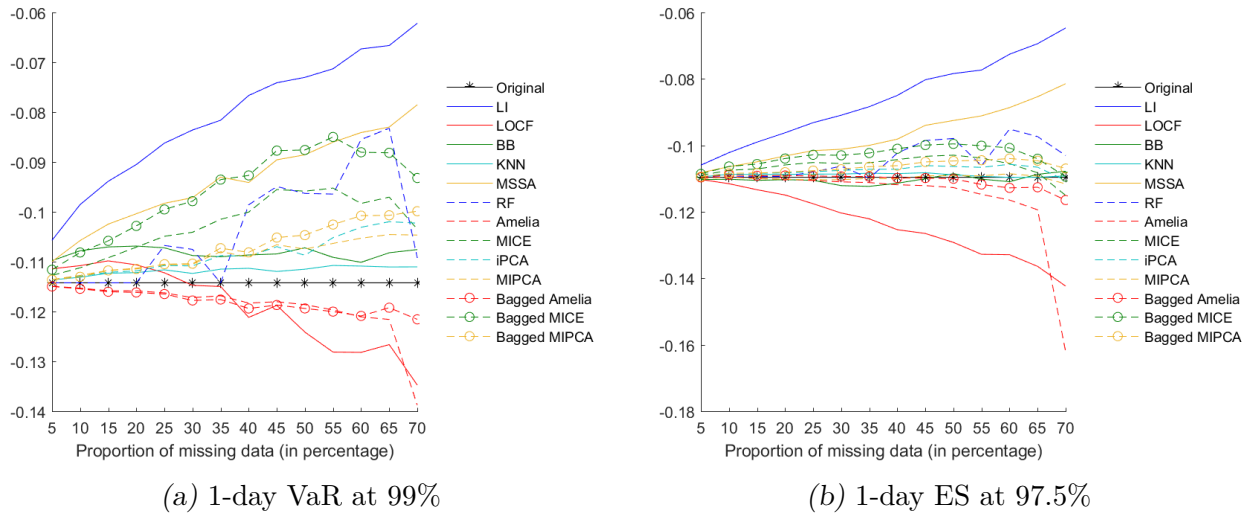 -0.06
-0.07
-0.08
-0.09
-0.1
-0.11
-0.12
-0.13
-0.14
5 10 15 20 25 30 35 40 45 50 55 60 65 70
Proportion of missing data (in percentage)
Original
LI
LOCF
BB
KNN
MSSA
RF
Amelia
MICE
iPCA
MIPCA
Bagged Amelia
Bagged MICE
Bagged MIPCA
(a) 1-day VaR at 99%
-0.06
-0.08
-0.1
-0.12
-0.14
-0.16
-0.18
5 10 15 20 25 30 35 40 45 50 55 60 65 70
Proportion of missing data (in percentage)
Original
LI
LOCF
BB
KNN
MSSA
RF
Amelia
MICE
iPCA
MIPCA
Bagged Amelia
Bagged MICE
Bagged MIPCA
(b) 1-day ES at 97.5%